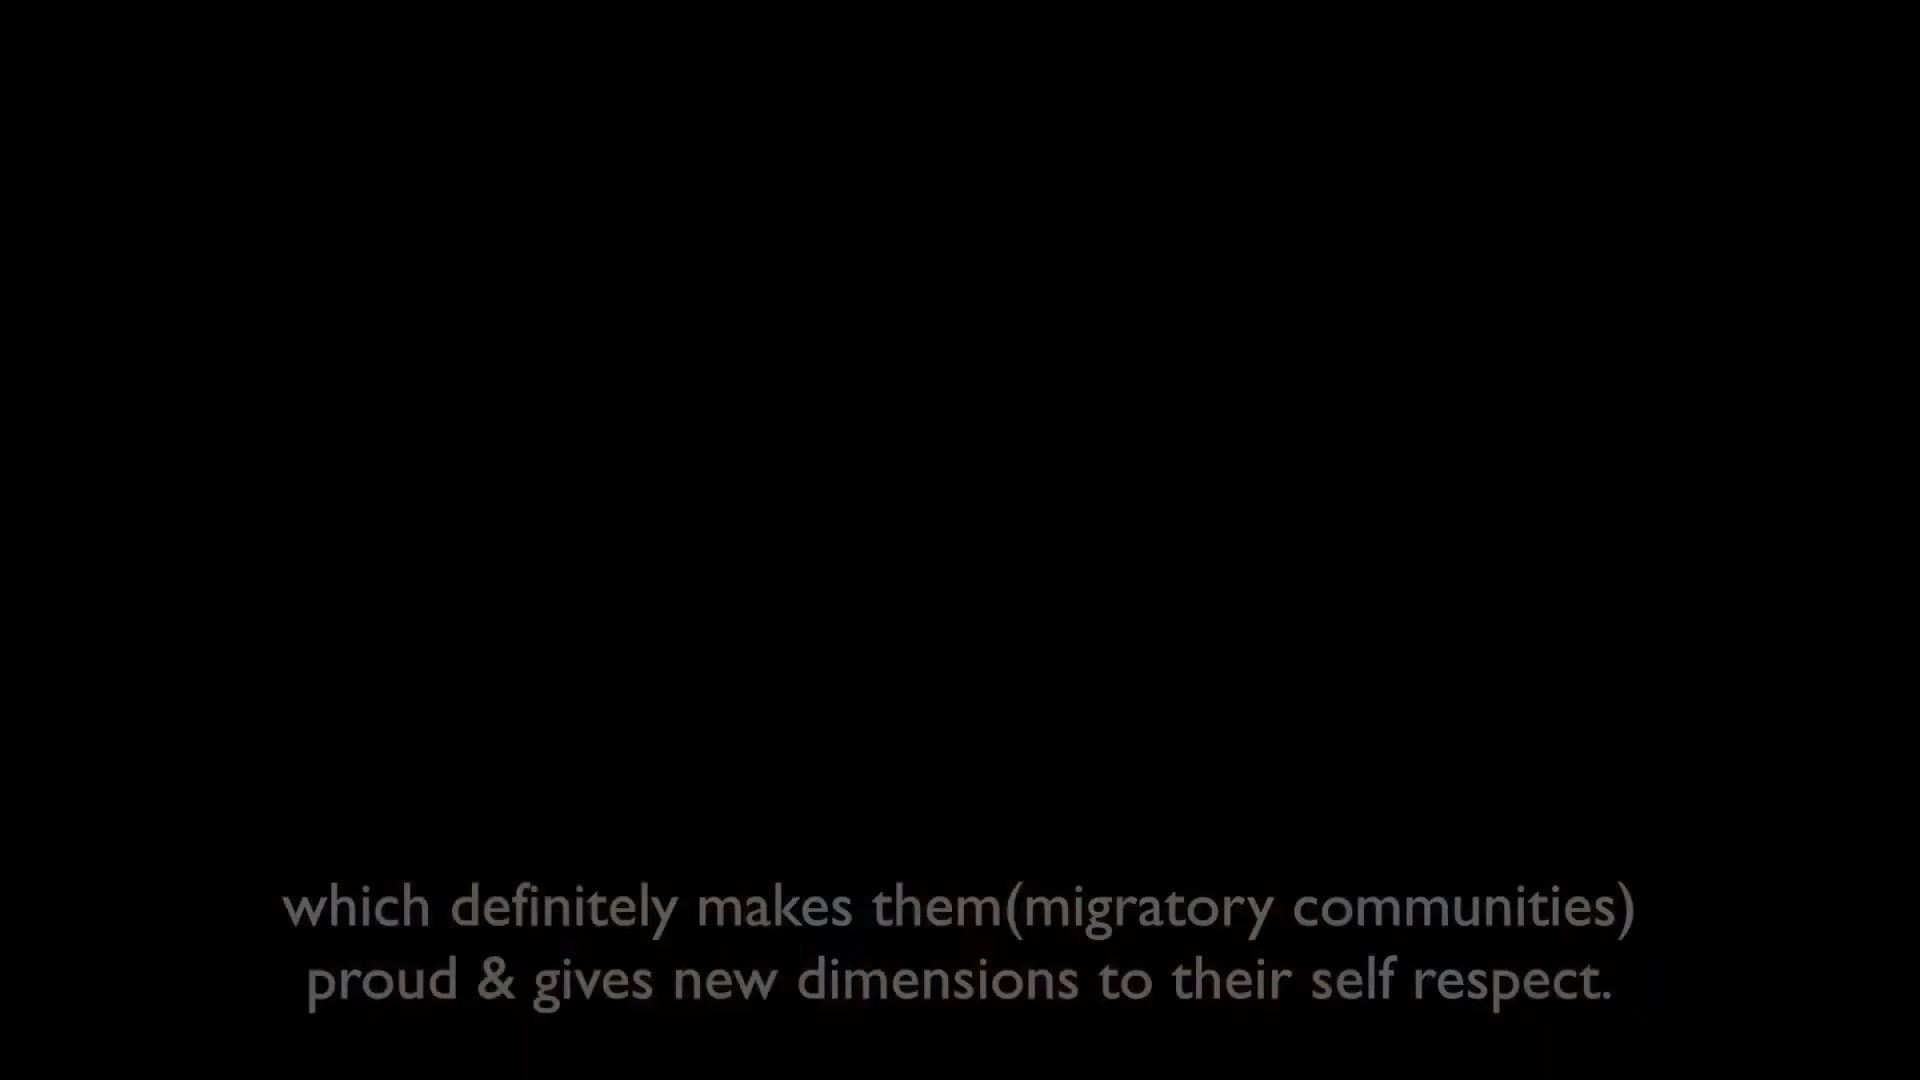 which definitely makes them(migratory communities)
proud & gives new dimensions to their self respect.